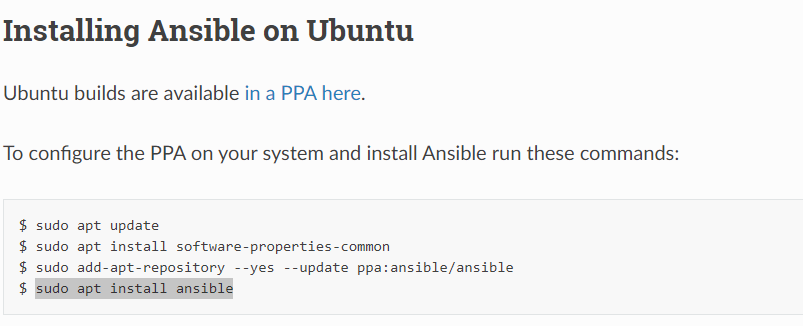 Installing Ansible on Ubuntu
Ubuntu builds are available in a PPA here.
To configure the PPA on your system and install Ansible run these commands:
$ sudo apt update
$ sudo apt install software-properties-common
$ sudo add-apt-repository --yes --update ppa:ansible/ansible
$ sudo apt install ansible